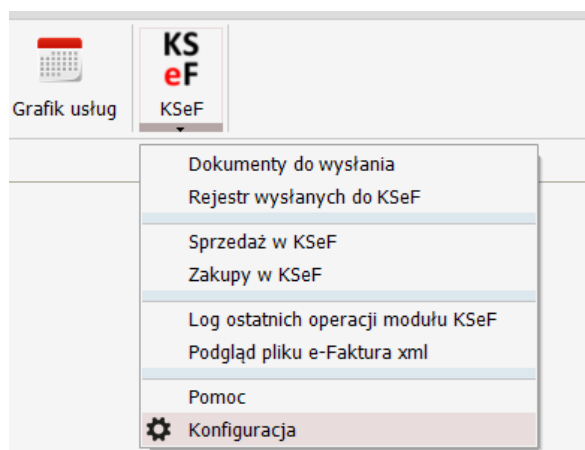 KS
eF
Grafik usług
KSeF
Dokumenty do wysłania
Rejestr wysłanych do KSeF
Sprzedaż w KSeF
Zakupy w KSeF
Log ostatnich operacji modułu KSeF
Podgląd pliku e-Faktura xml
Pomoc
Konfiguracja